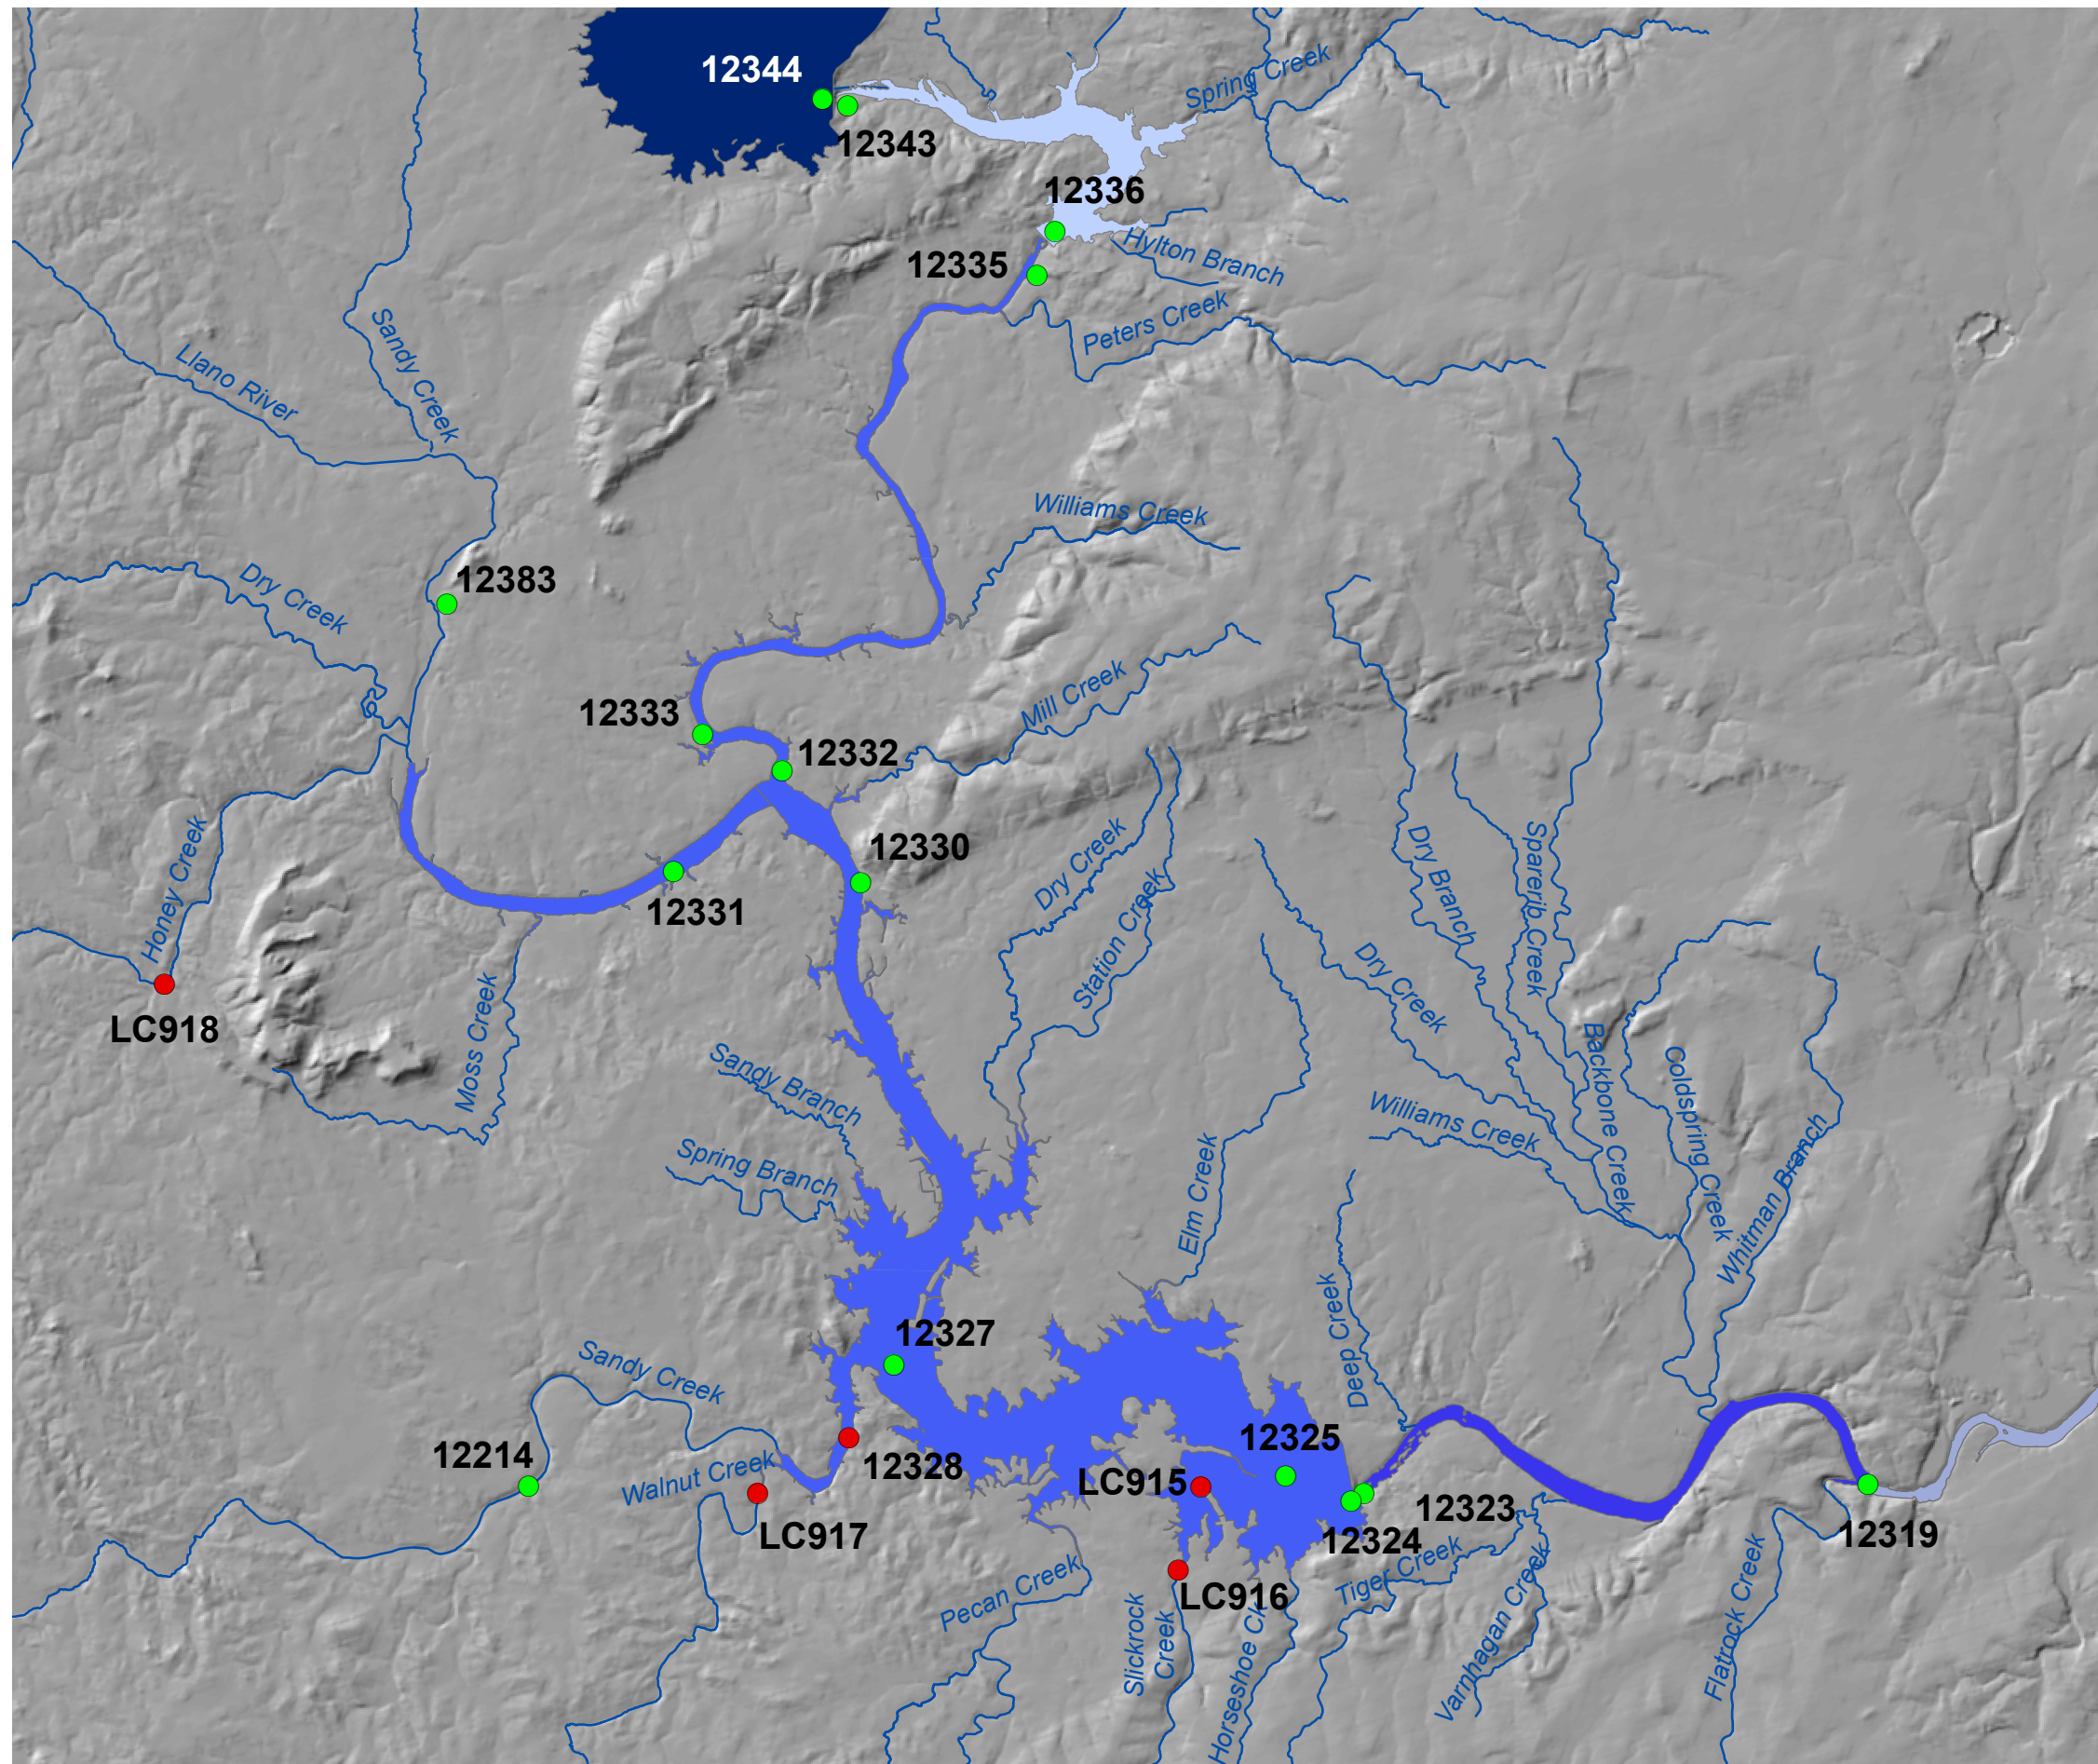 12344
Spring Creek
12343
12336
Hylton Branch
12335
Peters Creek
Sandy Creek
Llano River
Williams Creek
12383
Dry Creek
Mill Creek
12333
12332
12330
Dry Creek
Station Creek
Dry Branch
Sparerib Creek
Honey Creek
12331
LC918
Moss Creek
Dry Creek
Sandy Branch
Spring Branch
Williams Creek
Backbone Creek
Coldspring Creek
Whitman Branch
Elm Creek
Deep Creek
12327
Sandy Creek
12214
Walnut Creek
12328
LC917
LC915
12325
12323
12324
12319
Tiger Creek
Pecan Creek
LC916
Slickrock
Creek
Horseshoe Ck
Varnhagan Creek
Flatrock Creek